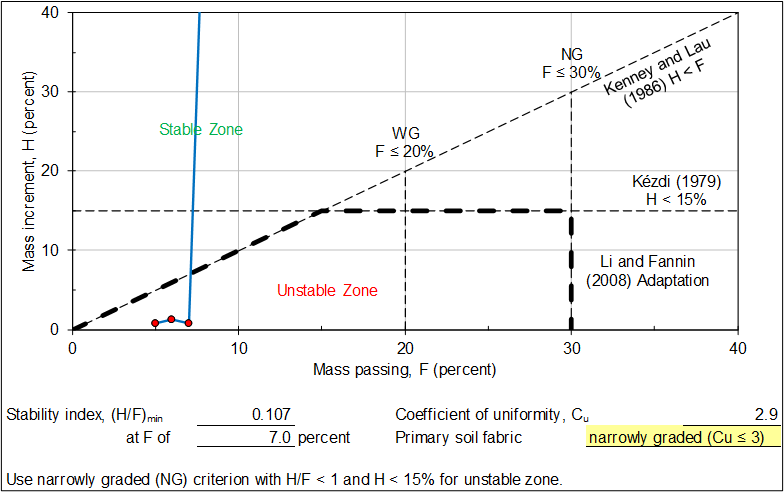 40
30
20
10
0
Mass increment, H (percent)
Stable Zone
WG
F ≤ 20%
NG
F ≤ 30%
Kenney and Lau
(1986) H < F
Kézdi (1979)
H < 15%
Li and Fannin
(2008) Adaptation
Unstable Zone
0 10 20 30 40
Mass passing, F (percent)
Stability index, (H/F)min 0.107 Coefficient of uniformity, Cu 2.9
at F of 7.0 percent Primary soil fabric narrowly graded (Cu ≤ 3)
Use narrowly graded (NG) criterion with H/F < 1 and H < 15% for unstable zone.